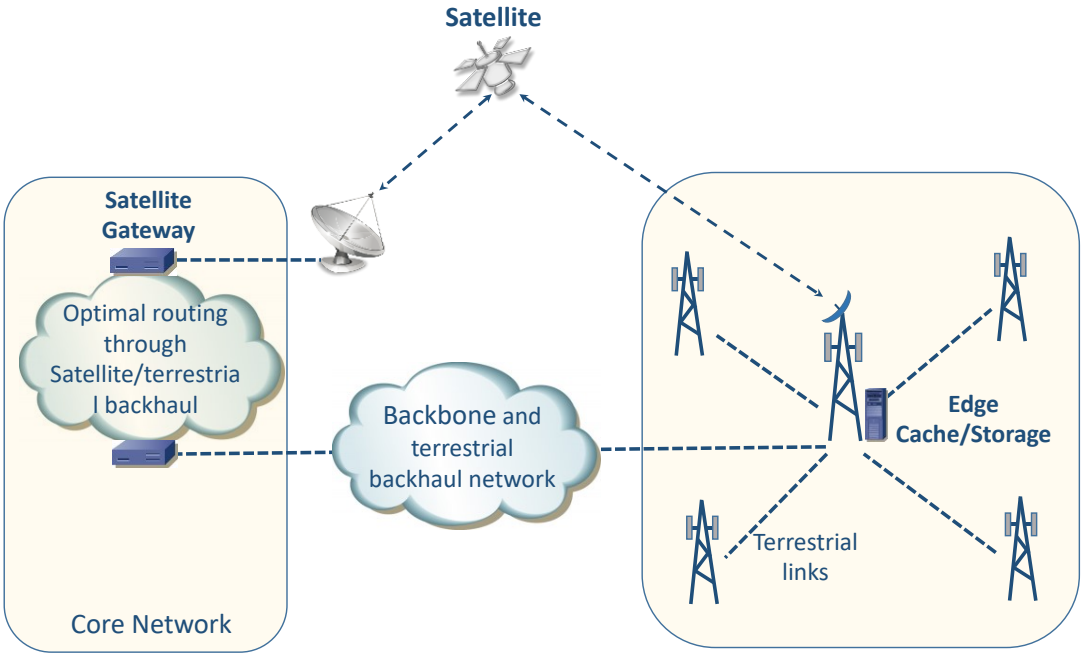 Satellite
Satellite
Gateway
Optimal routing
through
Satellite/terrestria
l backhaul
Core Network
Backbone and
terrestrial
backhaul network
Edge
Cache/Storage
Terrestrial
links